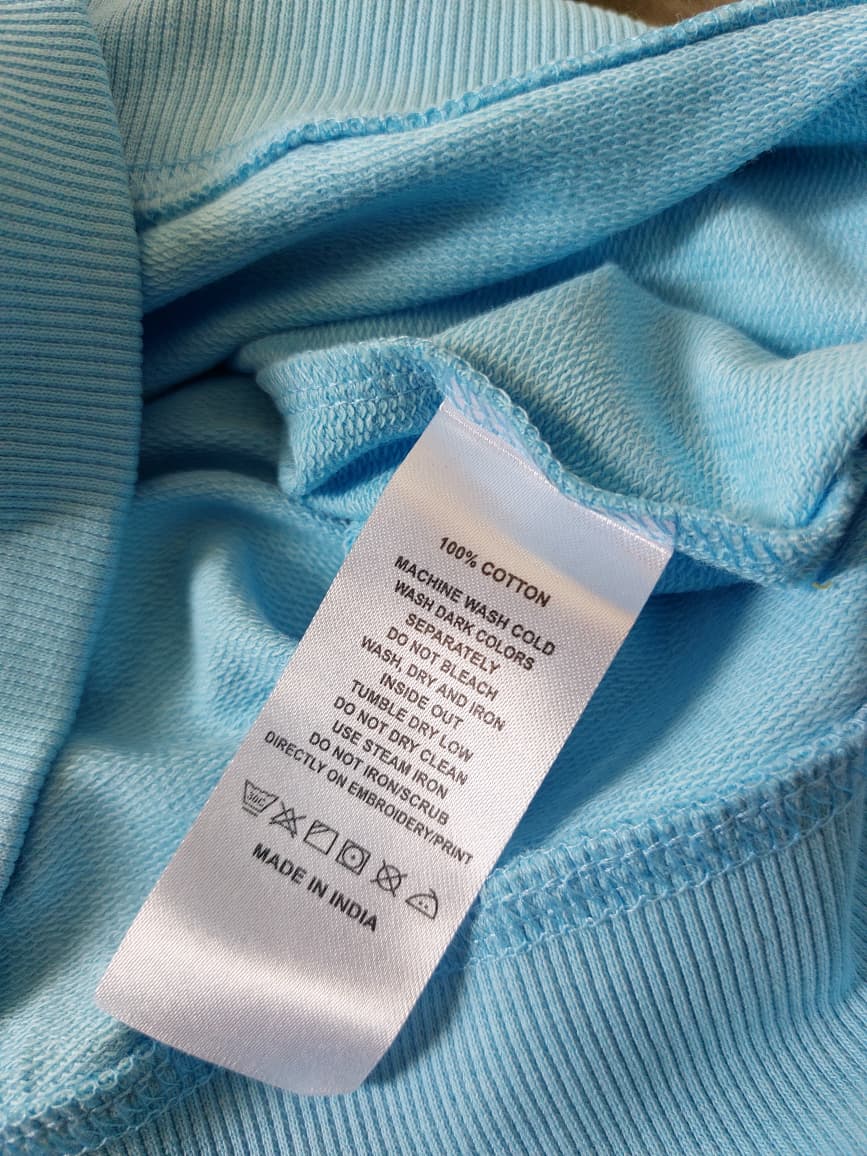 100% COTTON
MACHINE WASH COLD
WASH DARK COLORS
SEPARATELY
DO NOT BLEACH
WASH, DRY AND IRON
INSIDE OUT
TUMBLE DRY LOW
DO NOT DRY CLEAN
USE STEAM IRON
DO NOT IRON/SCRUB
DIRECTLY ON EMBROIDERY/PRINT
30C
MADE IN INDIA